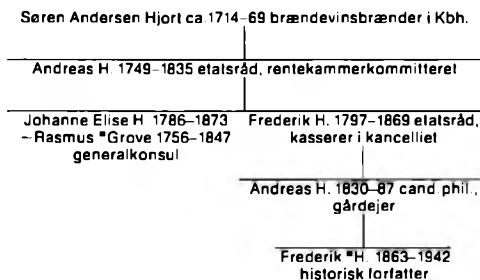 Søren Andersen Hjort ca. 1714–69 brændevinsbrænder i Kbh.
Andreas H. 1749–1835 etatsråd, rentekammerkommitteret
Johanne Elise H. 1786–1873
~Rasmus *Grove 1756–1847
generalkonsul
Frederik H. 1797–1869 etatsråd,
kasserer i kancelliet
Andreas H. 1830–87 cand. phil.,
gårdejer
Frederik *H. 1863–1942
historisk forfatter